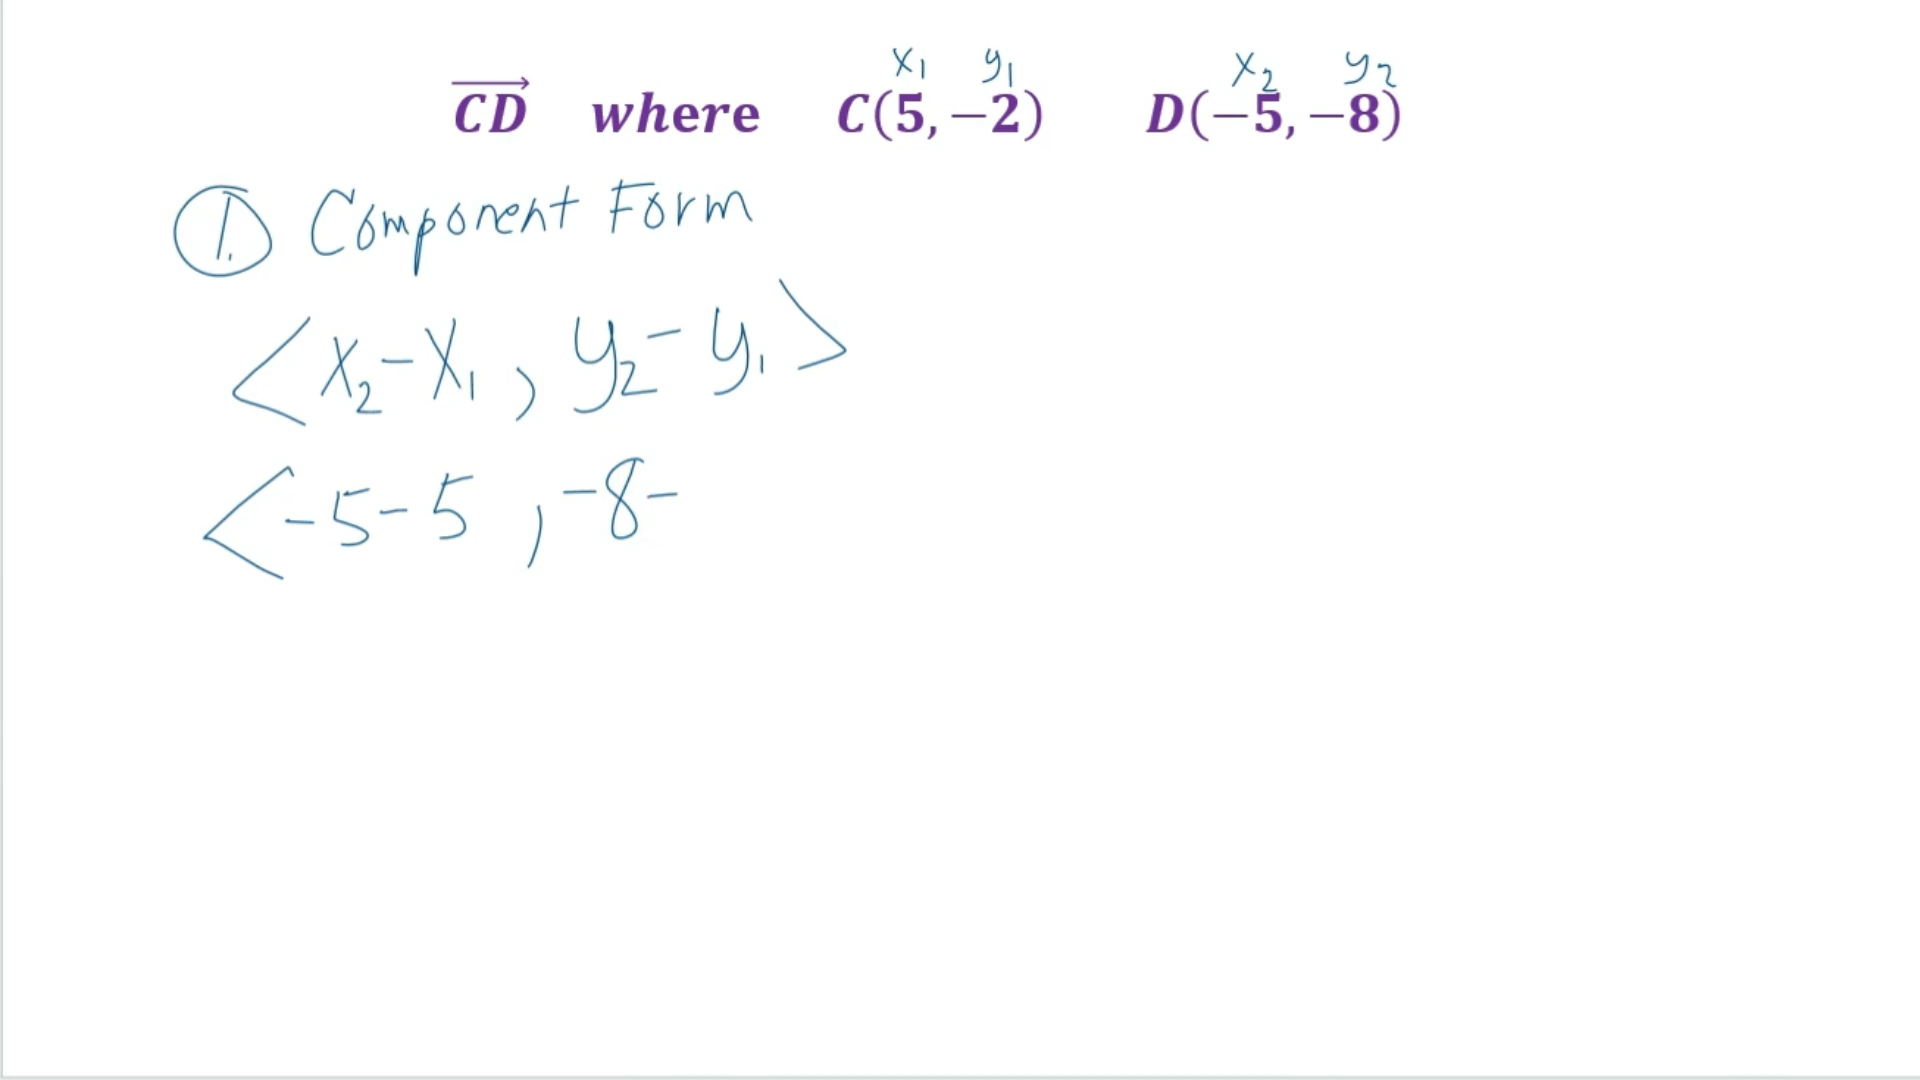 x₁ y₁ x₂ y₂
CD where C(5, −2) D(−5, −8)
1. Component Form
<x₂−x₁, y₂−y₁>
<-5-5, -8-